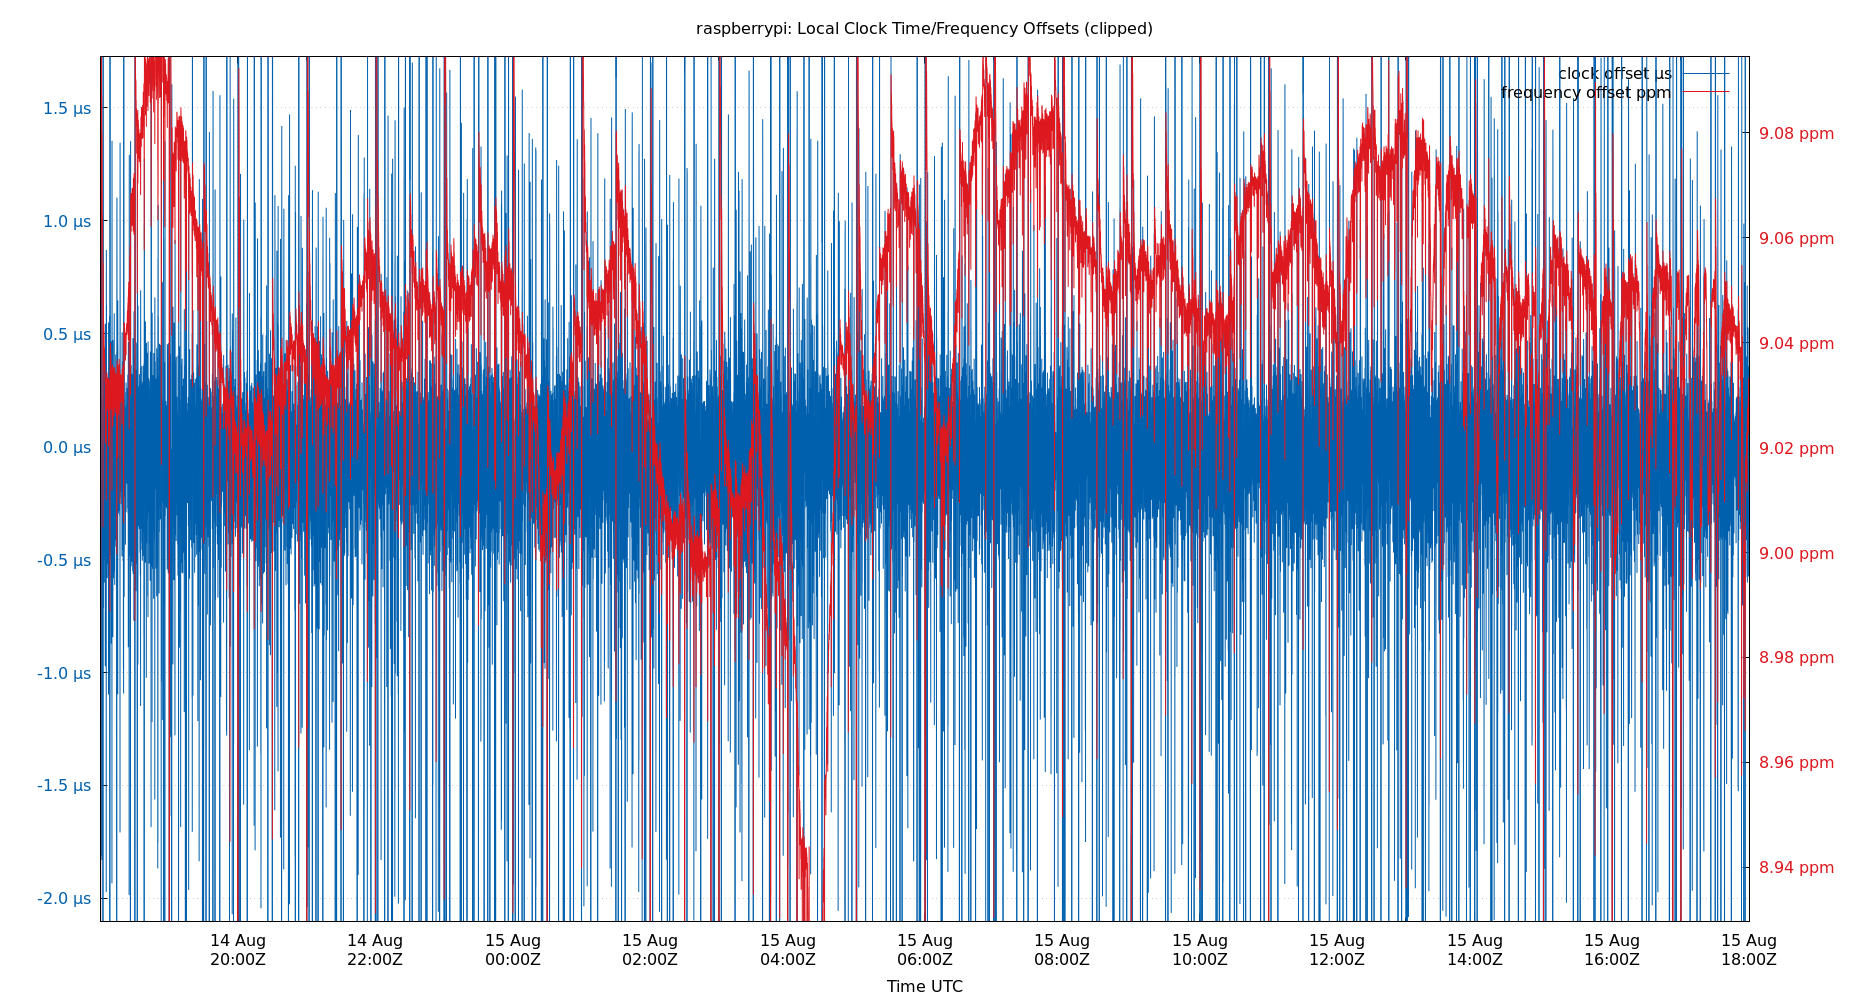 raspberrypi: Local Clock Time/Frequency Offsets (clipped)
clock offset µs
frequency offset ppm
1.5 µs
1.0 µs
0.5 µs
0.0 µs
-0.5 µs
-1.0 µs
-1.5 µs
-2.0 µs
9.08 ppm
9.06 ppm
9.04 ppm
9.02 ppm
9.00 ppm
8.98 ppm
8.96 ppm
8.94 ppm
14 Aug 14 Aug 15 Aug 15 Aug 15 Aug 15 Aug 15 Aug 15 Aug 15 Aug 15 Aug 15 Aug 15 Aug
20:00Z 22:00Z 00:00Z 02:00Z 04:00Z 06:00Z 08:00Z 10:00Z 12:00Z 14:00Z 16:00Z 18:00Z
Time UTC